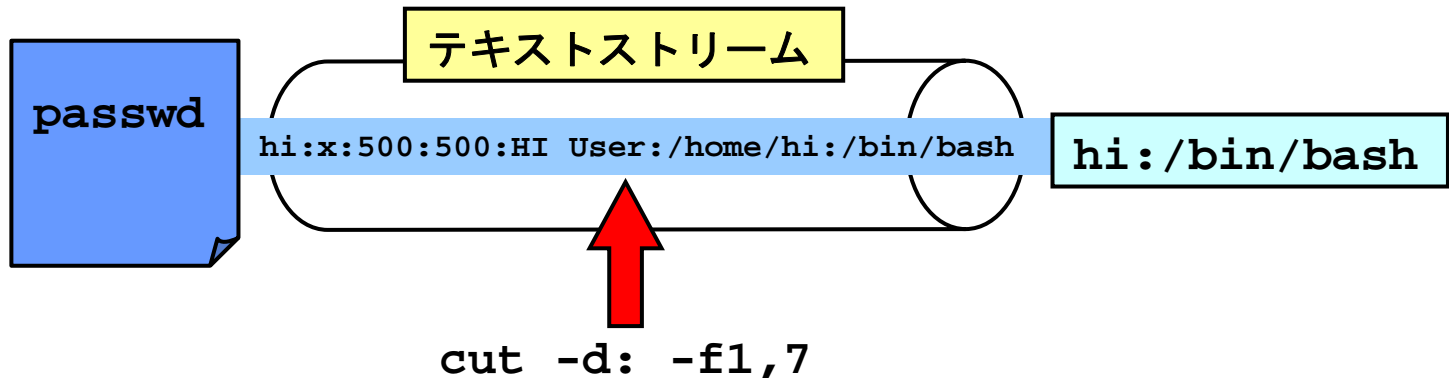 テキストストリーム
passwd
hi:x:500:500:HI User:/home/hi:/bin/bash
hi:/bin/bash
cut -d: -f1,7